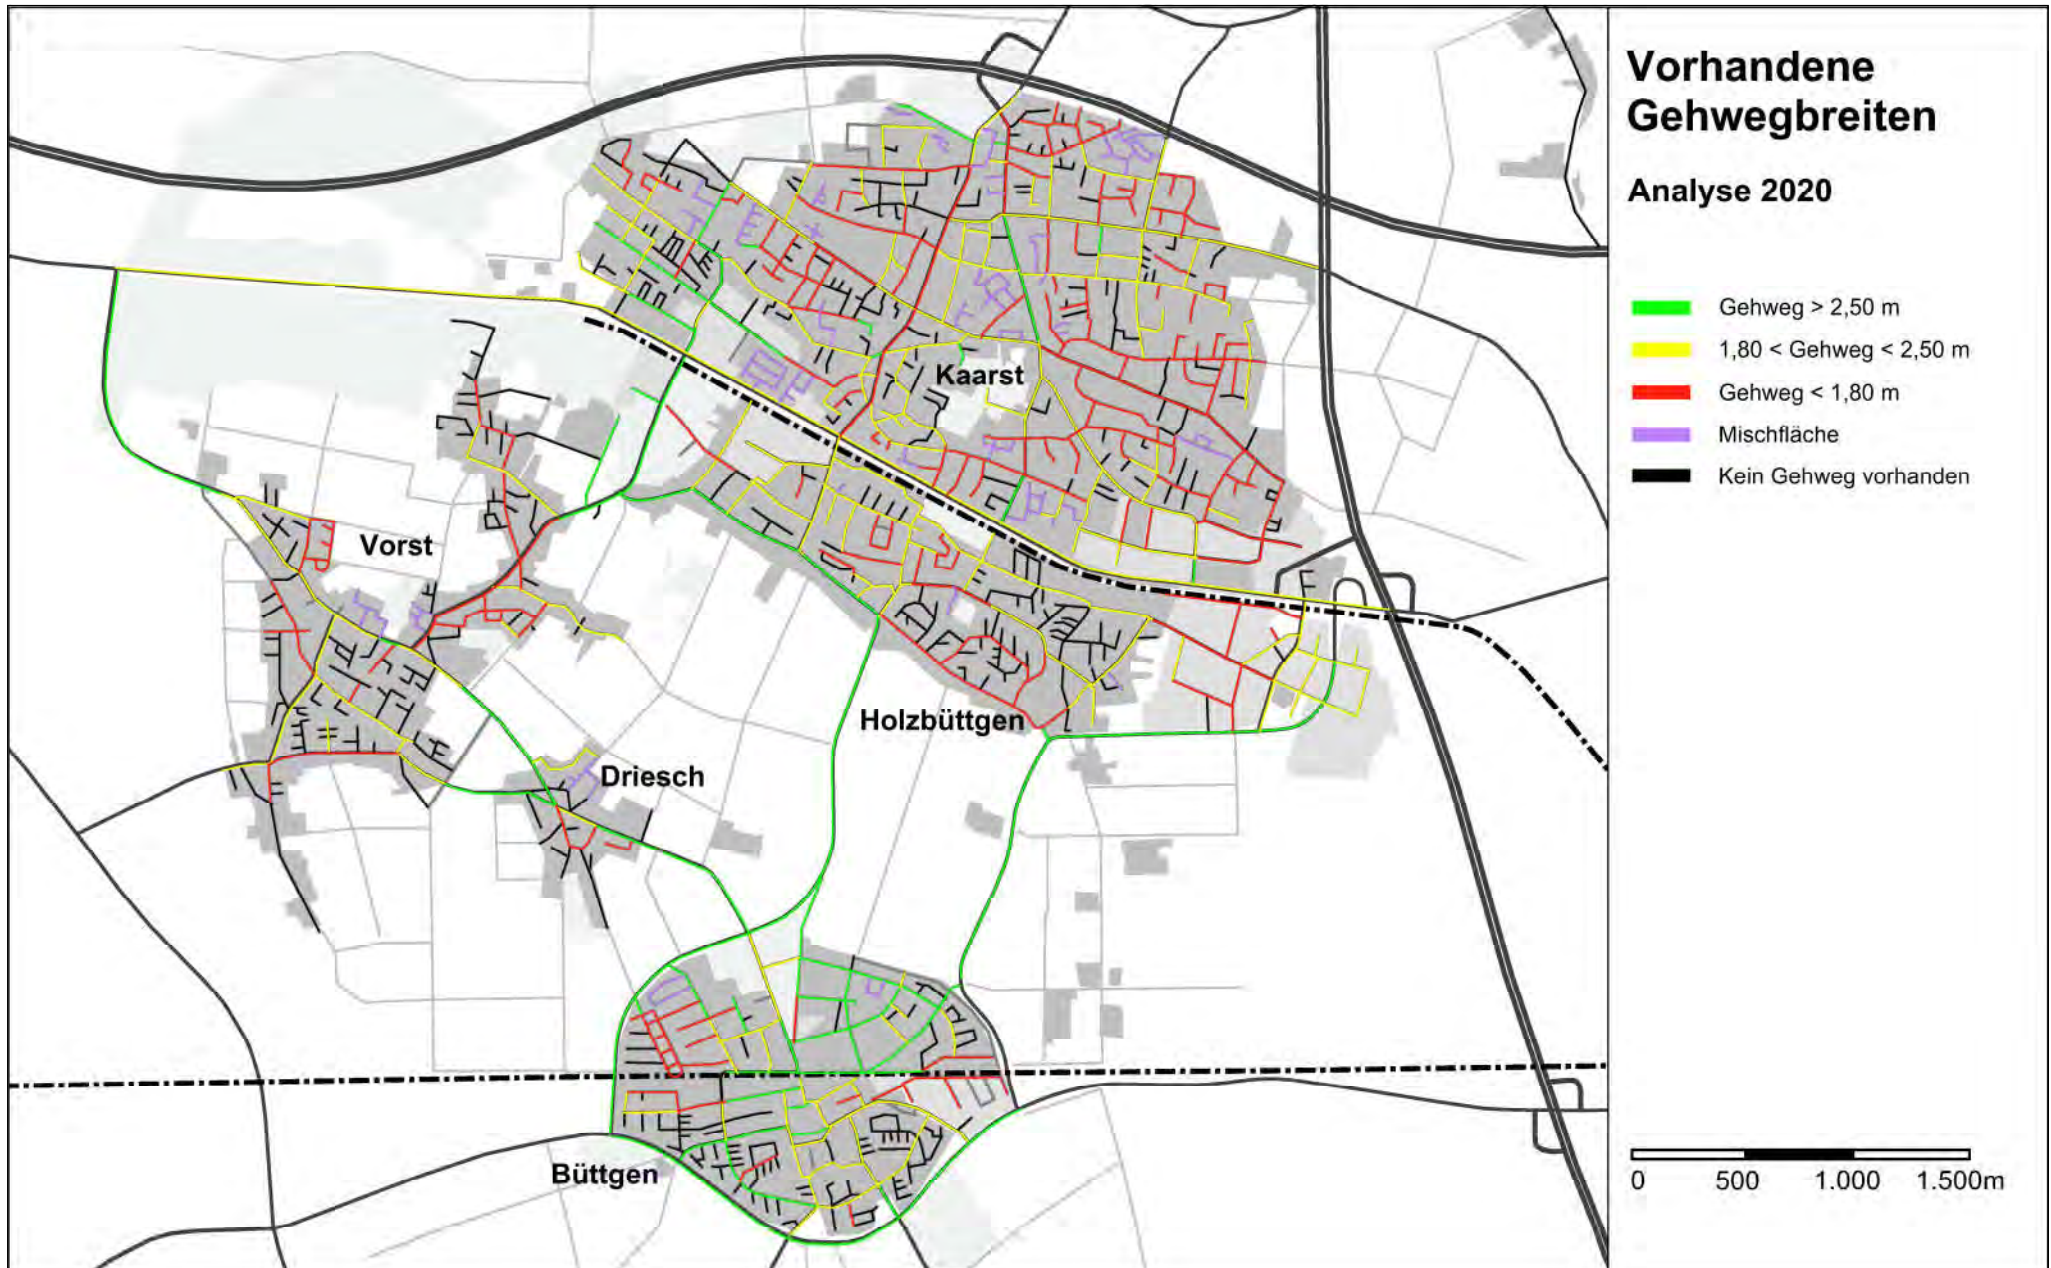 Vorhandene
Gehwegbreiten
Analyse 2020
Gehweg > 2,50 m
1,80 < Gehweg < 2,50 m
Gehweg < 1,80 m
Mischfläche
Kein Gehweg vorhanden
Kaarst
Vorst
Holzbüttgen
Driesch
Büttgen
0 500 1.000 1.500m